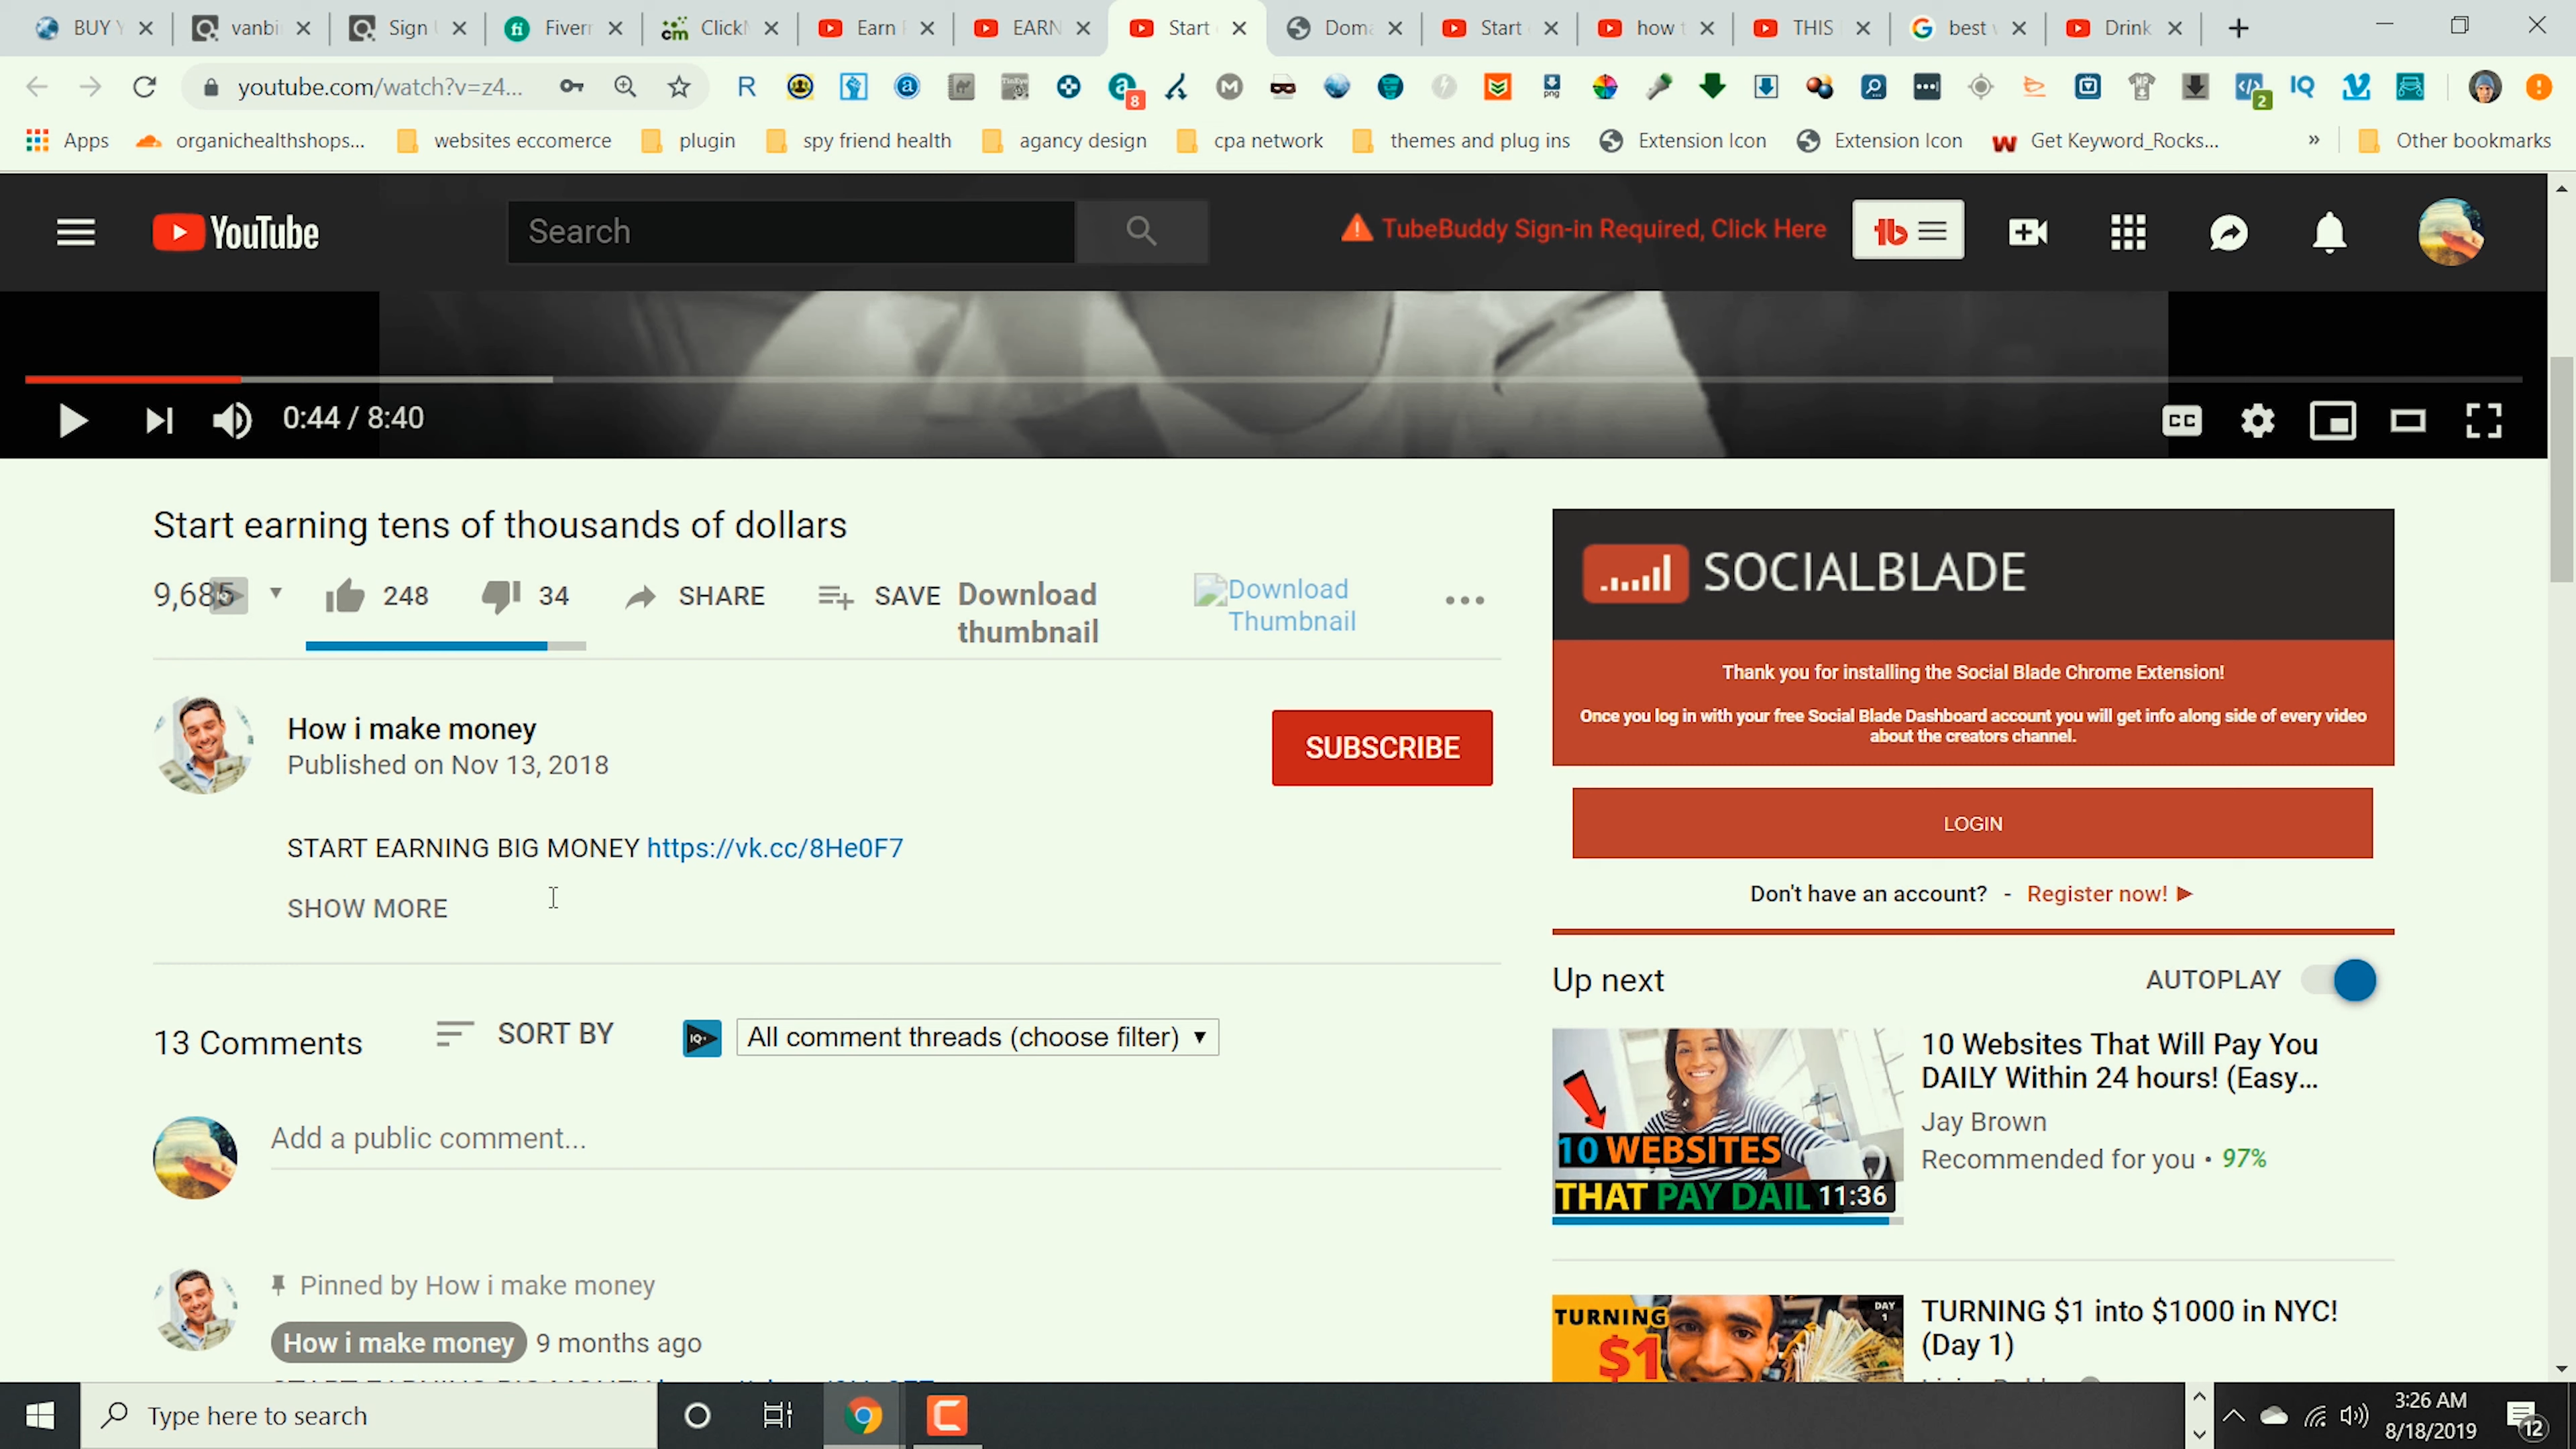 BUY Y
vanbi
Sign U
Fiverr
ClickM
Earn
EARN
Start
Doma
Start
how t
THIS
best
Drink
youtube.com/watch?v=z4...
8
2
Apps
organichealthshops...
websites eccomerce
plugin
spy friend health
agancy design
cpa network
themes and plug ins
Extension Icon
Extension Icon
Get Keyword_Rocks...
»
Other bookmarks
YouTube
Search
TubeBuddy Sign-in Required, Click Here
0:44 / 8:40
CC
Start earning tens of thousands of dollars
9,685
248
34
SHARE
SAVE
Download
thumbnail
Download
Thumbnail
How i make money
Published on Nov 13, 2018
SUBSCRIBE
START EARNING BIG MONEY https://vk.cc/8He0F7
SHOW MORE
13 Comments
SORT BY
All comment threads (choose filter)
Add a public comment...
Pinned by How i make money
How i make money 9 months ago
SOCIALBLADE
Thank you for installing the Social Blade Chrome Extension!
Once you log in with your free Social Blade Dashboard account you will get info along side of every video
about the creators channel.
LOGIN
Don't have an account? - Register now!
Up next
AUTOPLAY
10 WEBSITES
THAT PAY DAIL
11:36
10 Websites That Will Pay You
DAILY Within 24 hours! (Easy...
Jay Brown
Recommended for you • 97%
TURNING
$1
DAY
1
TURNING $1 into $1000 in NYC!
(Day 1)
Type here to search
3:26 AM
8/18/2019
12